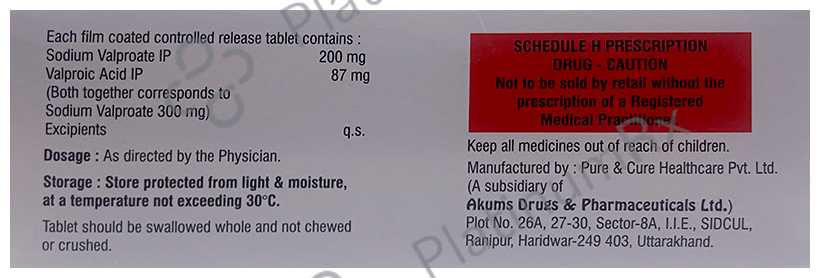 Each film coated controlled release tablet contains :
Sodium Valproate IP 200 mg
Valproic Acid IP 87 mg
(Both together corresponds to
Sodium Valproate 300 mg)
Excipients q.s.
Dosage : As directed by the Physician.
Storage : Store protected from light & moisture,
at a temperature not exceeding 30°C.
Tablet should be swallowed whole and not chewed
or crushed.
SCHEDULE H PRESCRIPTION
DRUG - CAUTION
Not to be sold by retail without the
prescription of a Registered
Medical Practitioner.
Keep all medicines out of reach of children.
Manufactured by : Pure & Cure Healthcare Pvt. Ltd.
(A subsidiary of
Akums Drugs & Pharmaceuticals Ltd.)
Plot No. 26A, 27-30, Sector-8A, I.I.E., SIDCUL,
Ranipur, Haridwar-249 403, Uttarakhand.
PlatinumRx